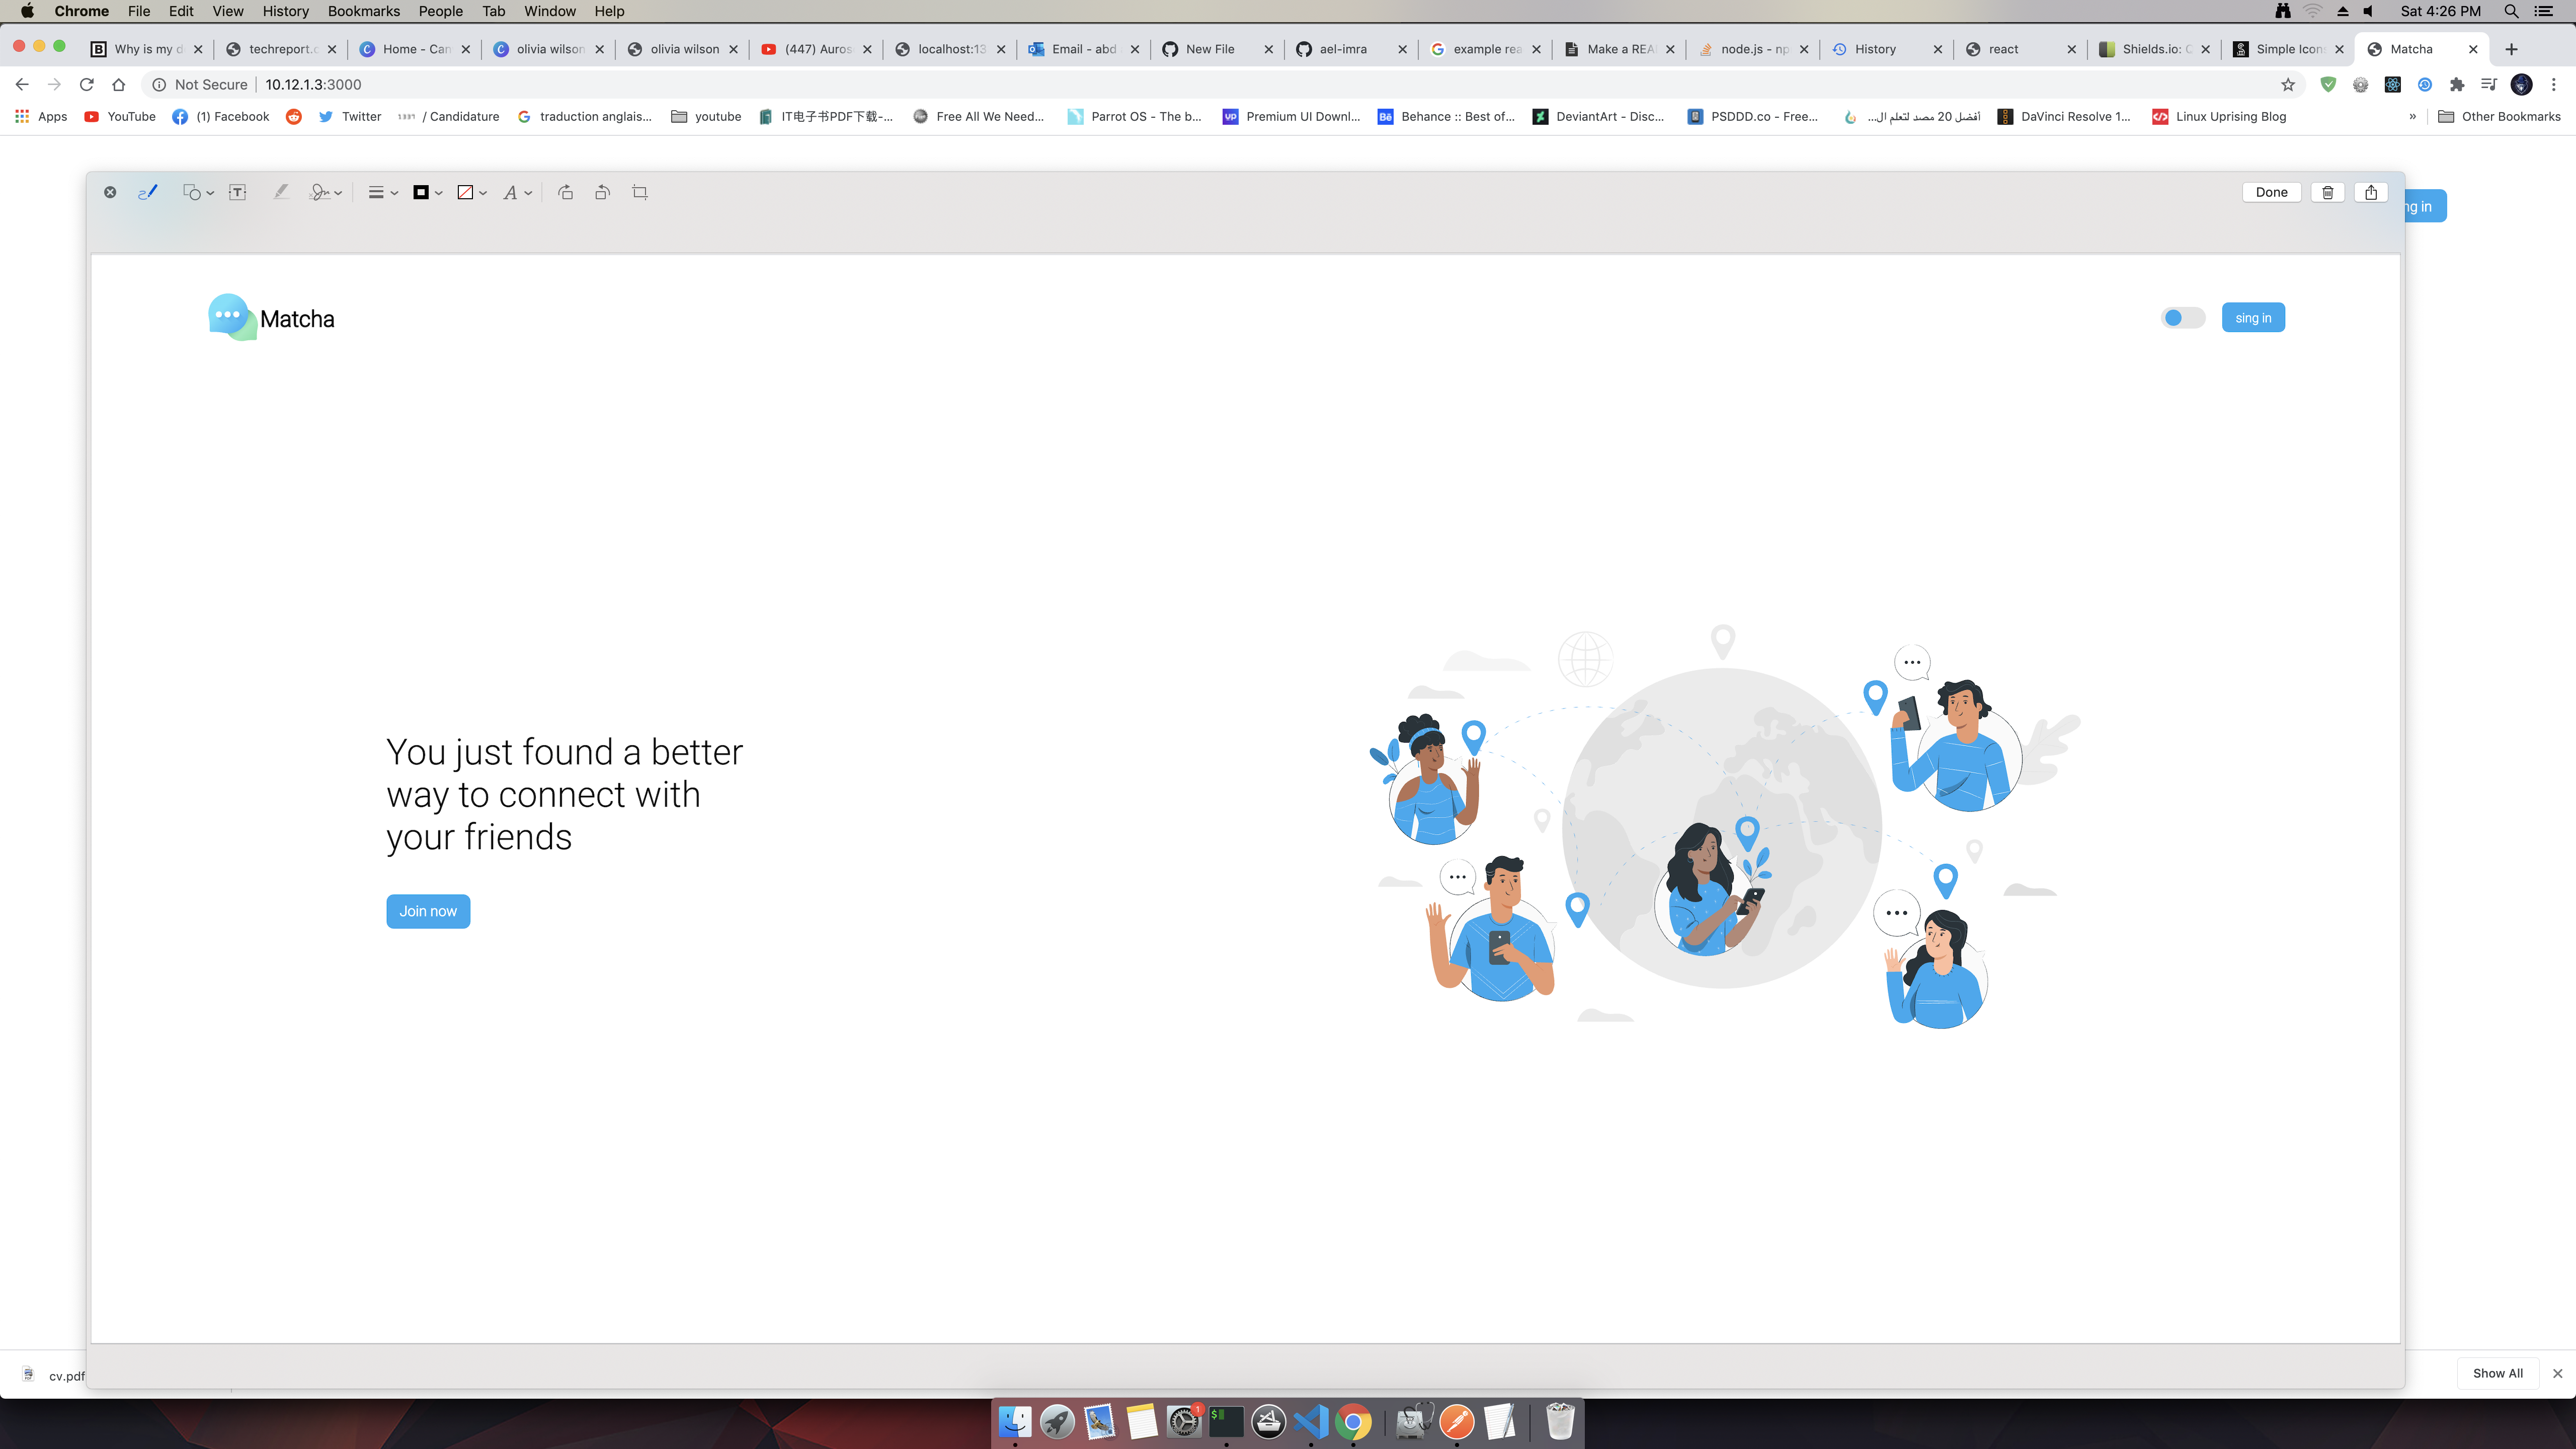 Chrome File Edit View History Bookmarks People Tab Window Help Sat 4:26 PM
Why is my d techreport.c Home - Can olivia wilson olivia wilson (447) Auros localhost:13 Email - abd New File ael-imra example rea Make a REA node.js - np History react Shields.io: C Simple Icons Matcha
Not Secure 10.12.1.3:3000
Apps YouTube (1) Facebook Twitter 1337 / Candidature traduction anglais... youtube IT电子书PDF下载-... Free All We Need... Parrot OS - The b... Premium UI Downl... Behance :: Best of... DeviantArt - Disc... PSDDD.co - Free... أفضل 20 مصدر لتعلم ال... DaVinci Resolve 1... Linux Uprising Blog » Other Bookmarks
Done
ng in
Matcha
sing in
You just found a better
way to connect with
your friends
Join now
cv.pdf
Show All
1